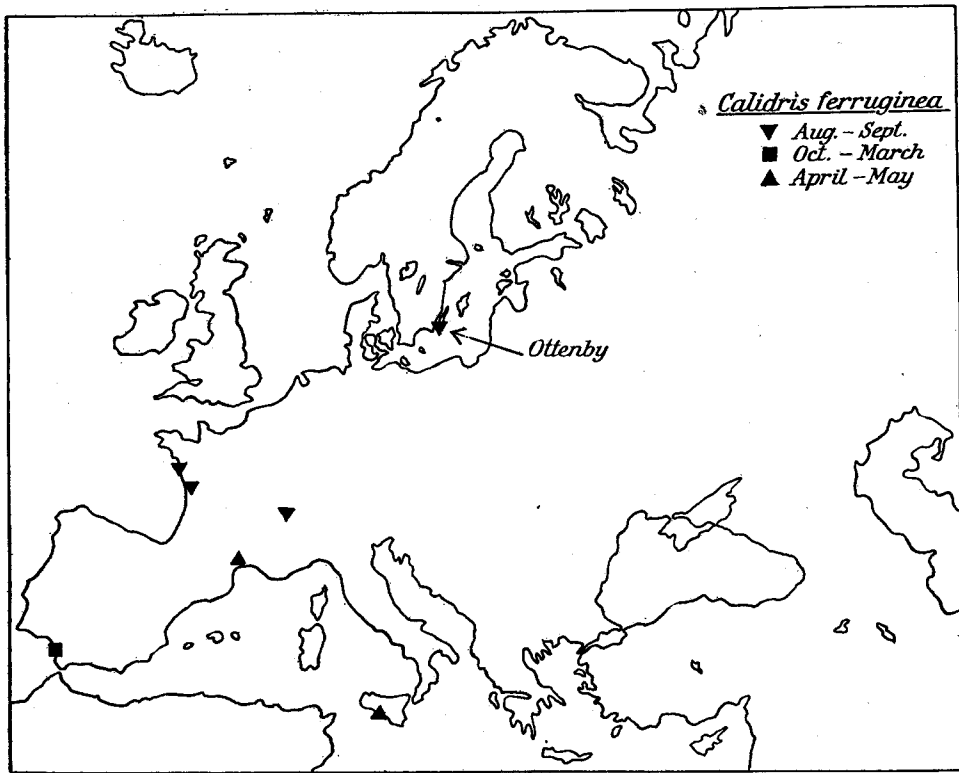 Calidris ferruginea
Aug. – Sept.
Oct. – March
April – May
Ottenby